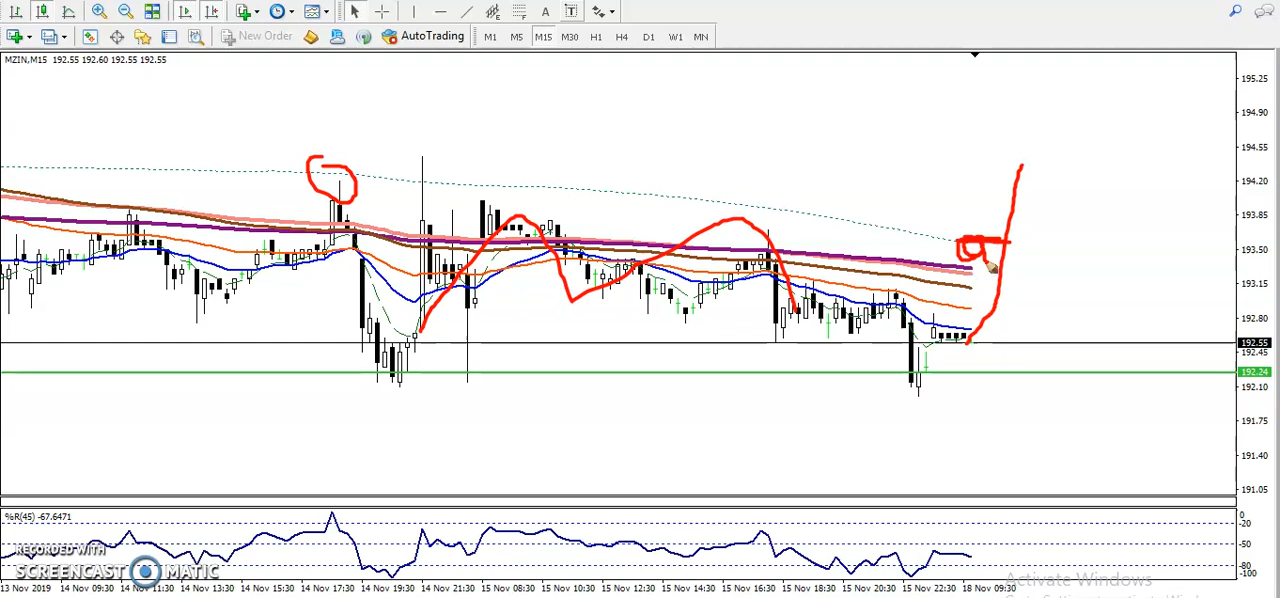 A T
New Order AutoTrading M1 M5 M15 M30 H1 H4 D1 W1 MN
MZIN,M15 192.55 192.60 192.55 192.55
195.25
194.90
194.55
194.20
193.85
193.50
193.15
192.80
192.55
192.45
192.24
192.10
191.75
191.40
191.05
%R(45) -67.6471
0
-20
-50
-80
-100
RECORDED WITH
SCREENCAST MATIC
Activate Windows
13 Nov 2019 14 Nov 09:30 14 Nov 11:30 14 Nov 13:30 14 Nov 15:30 14 Nov 17:30 14 Nov 19:30 14 Nov 21:30 15 Nov 08:30 15 Nov 10:30 15 Nov 12:30 15 Nov 14:30 15 Nov 16:30 15 Nov 18:30 15 Nov 20:30 15 Nov 22:30 18 Nov 09:30